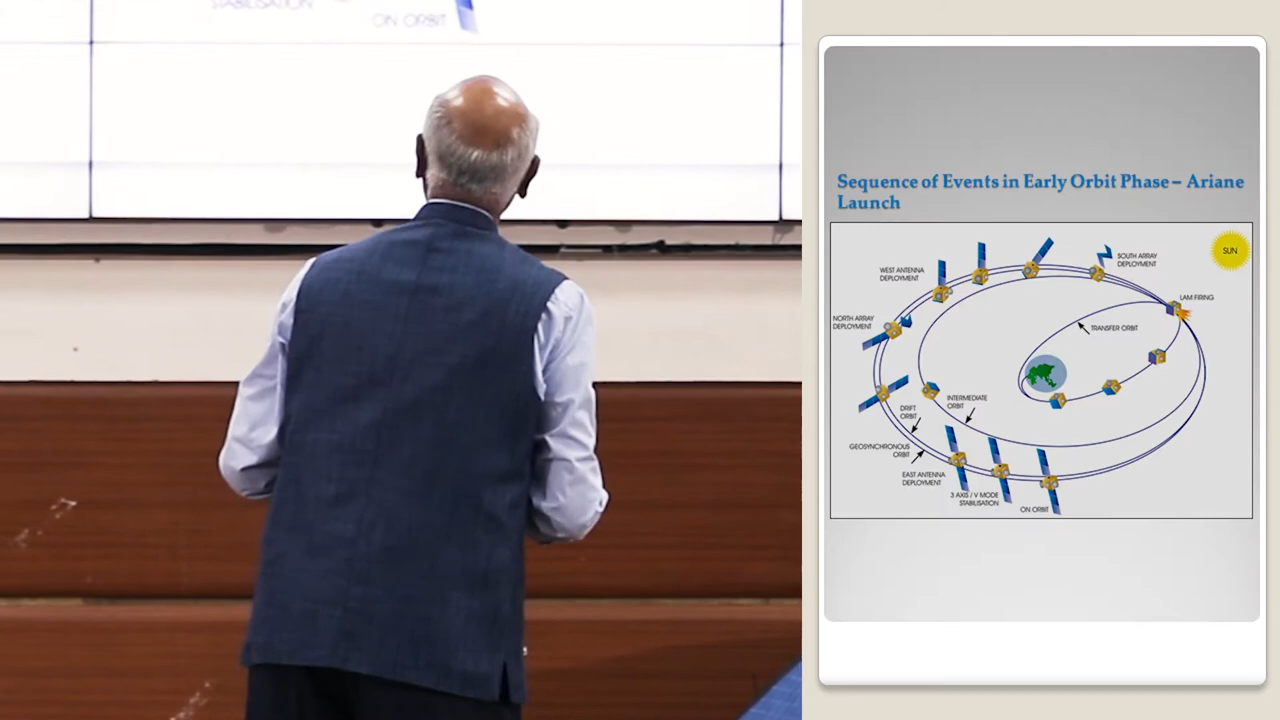 STABILISATION
ON ORBIT
Sequence of Events in Early Orbit Phase – Ariane
Launch
SUN
SOUTH ARRAY
DEPLOYMENT
WEST ANTENNA
DEPLOYMENT
LAM FIRING
NORTH ARRAY
DEPLOYMENT
TRANSFER ORBIT
INTERMEDIATE
ORBIT
DRIFT
ORBIT
GEOSYNCHRONOUS
ORBIT
EAST ANTENNA
DEPLOYMENT
3 AXIS / V MODE
STABILISATION
ON ORBIT